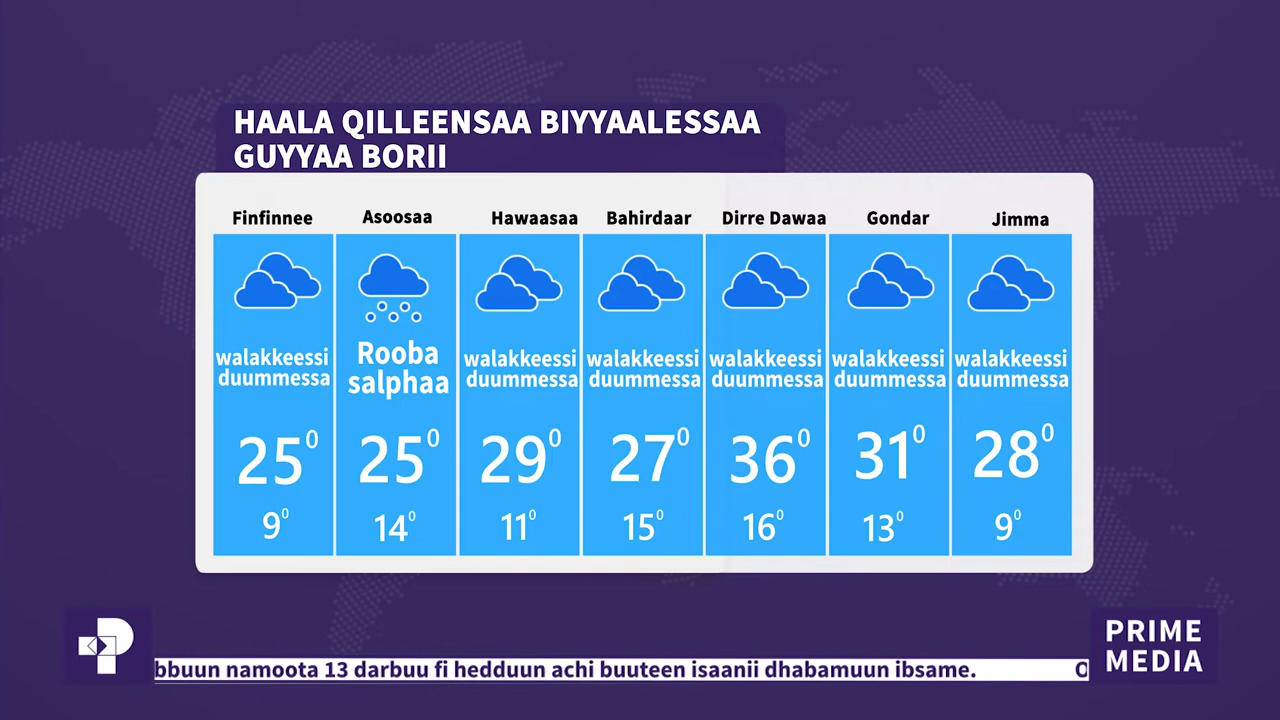 HAALA QILLEENSAA BIYYAALESSAA
GUYYAA BORII
Finfinnee Asoosaa Hawaasaa Bahirdaar Dirre Dawaa Gondar Jimma
walakkeessi duummessa
Rooba salphaa
walakkeessi duummessa
walakkeessi duummessa
walakkeessi duummessa
walakkeessi duummessa
walakkeessi duummessa
25⁰ 25⁰ 29⁰ 27⁰ 36⁰ 31⁰ 28⁰
9⁰ 14⁰ 11⁰ 15⁰ 16⁰ 13⁰ 9⁰
PRIME
MEDIA
bbuun namoota 13 darbuu fi hedduun achi buuteen isaanii dhabamuun ibsame.